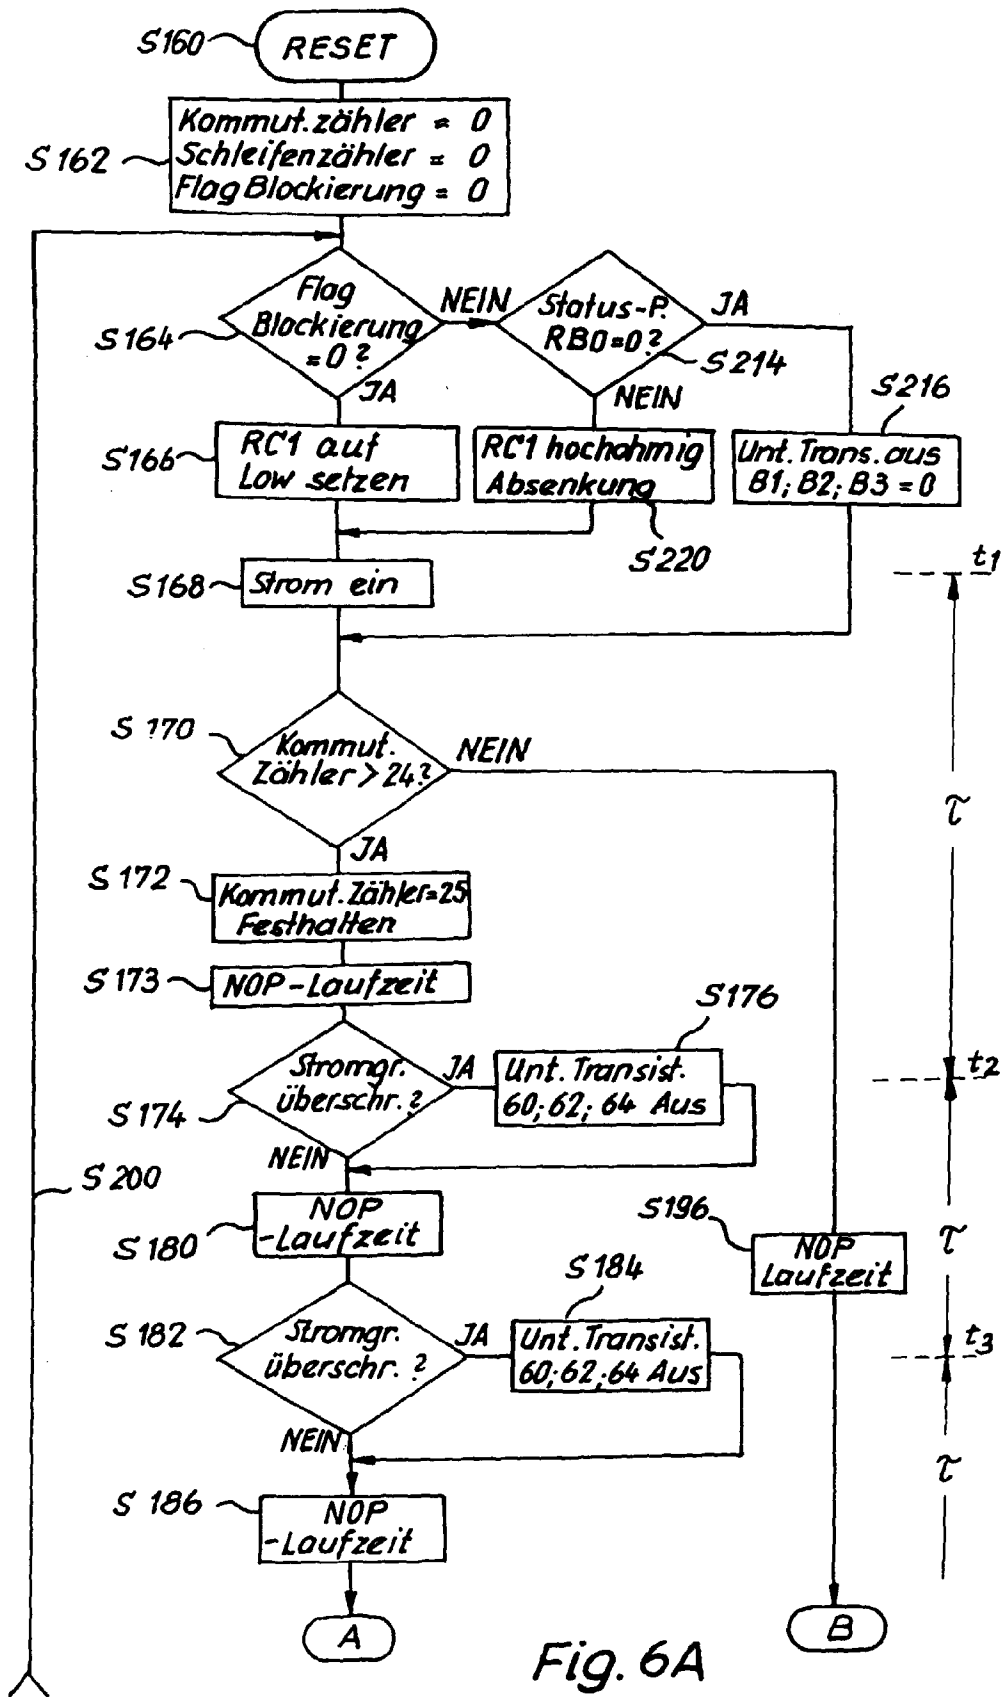 S160
RESET
S162
Kommut.zähler = 0
Schleifenzähler = 0
Flag Blockierung = 0
S164
Flag
Blockierung
=0?
NEIN
JA
Status-P.
RB0=0?
JA
S214
NEIN
S216
S166
RC1 auf
Low setzen
RC1 hochohmig
Absenkung
S220
Unt.Trans.aus
B1; B2; B3 = 0
S168
Strom ein
t1
S170
Kommut.
Zähler > 24?
NEIN
JA
τ
S172
Kommut.Zähler=25
Festhalten
S173
NOP-Laufzeit
S176
S174
Stromgr.
überschr.?
JA
Unt. Transist.
60; 62; 64 Aus
t2
NEIN
S200
S180
NOP
-Laufzeit
S196
NOP
Laufzeit
τ
S184
S182
Stromgr.
überschr.?
JA
Unt. Transist.
60; 62; 64 Aus
t3
NEIN
τ
S186
NOP
-Laufzeit
A
B
Fig. 6A